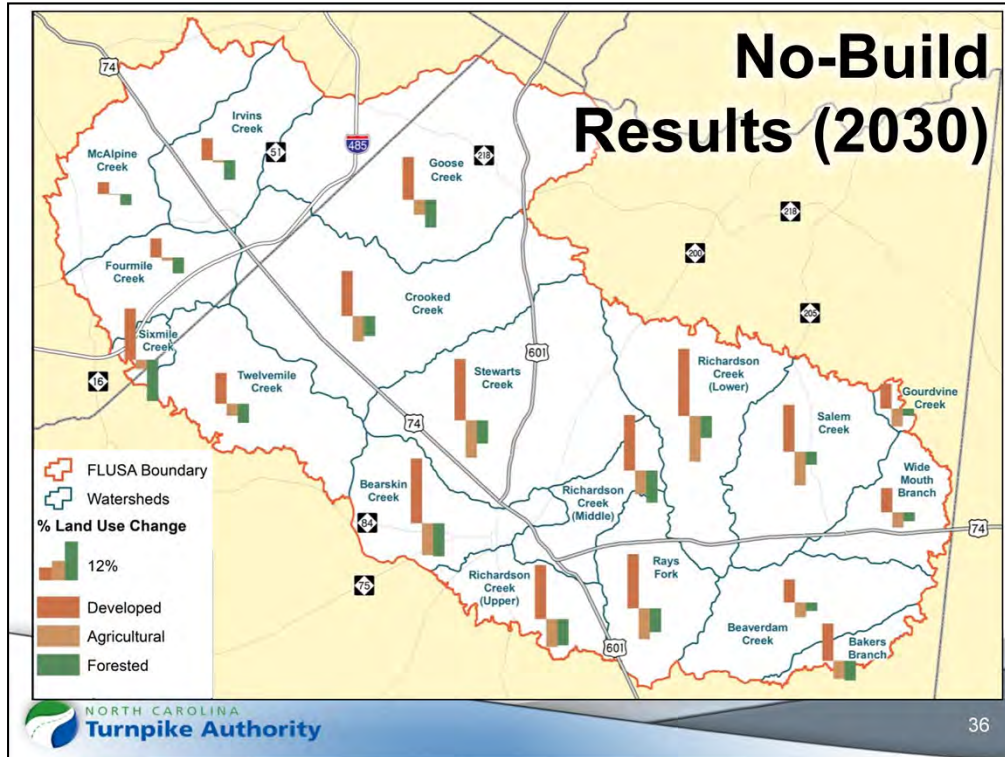 No-Build
Results (2030)
74
Irvins
Creek
51
485
McAlpine
Creek
Goose
Creek
218
218
200
Fourmile
Creek
Crooked
Creek
205
Sixmile
Creek
601
16
Twelvemile
Creek
Stewarts
Creek
Richardson
Creek
(Lower)
Gourdvine
Creek
Salem
Creek
74
FLUSA Boundary
Watersheds
% Land Use Change
12%
Developed
Agricultural
Forested
Bearskin
Creek
84
75
Richardson
Creek
(Middle)
Wide
Mouth
Branch
74
Richardson
Creek
(Upper)
Rays
Fork
601
Beaverdam
Creek
Bakers
Branch
NORTH CAROLINA
Turnpike Authority
36